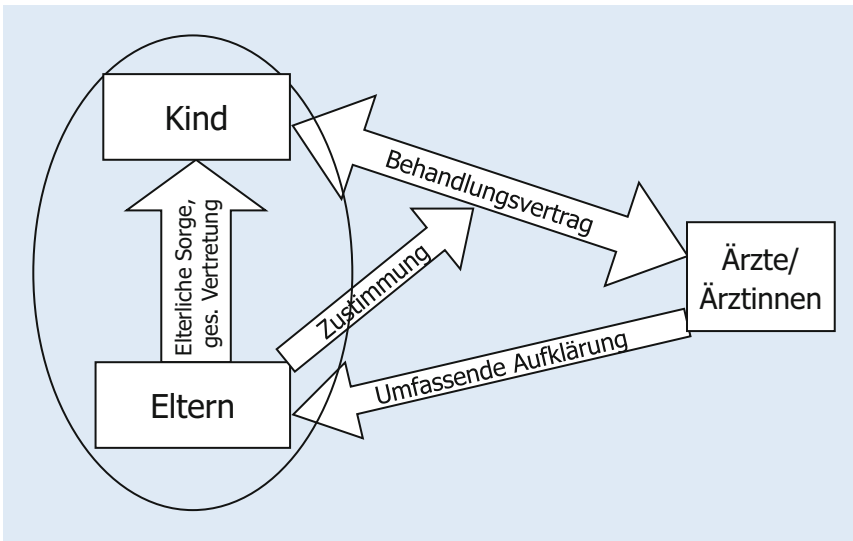 Kind
Behandlungsvertrag
Elterliche Sorge,
ges. Vertretung
Zustimmung
Ärzte/
Ärztinnen
Umfassende Aufklärung
Eltern